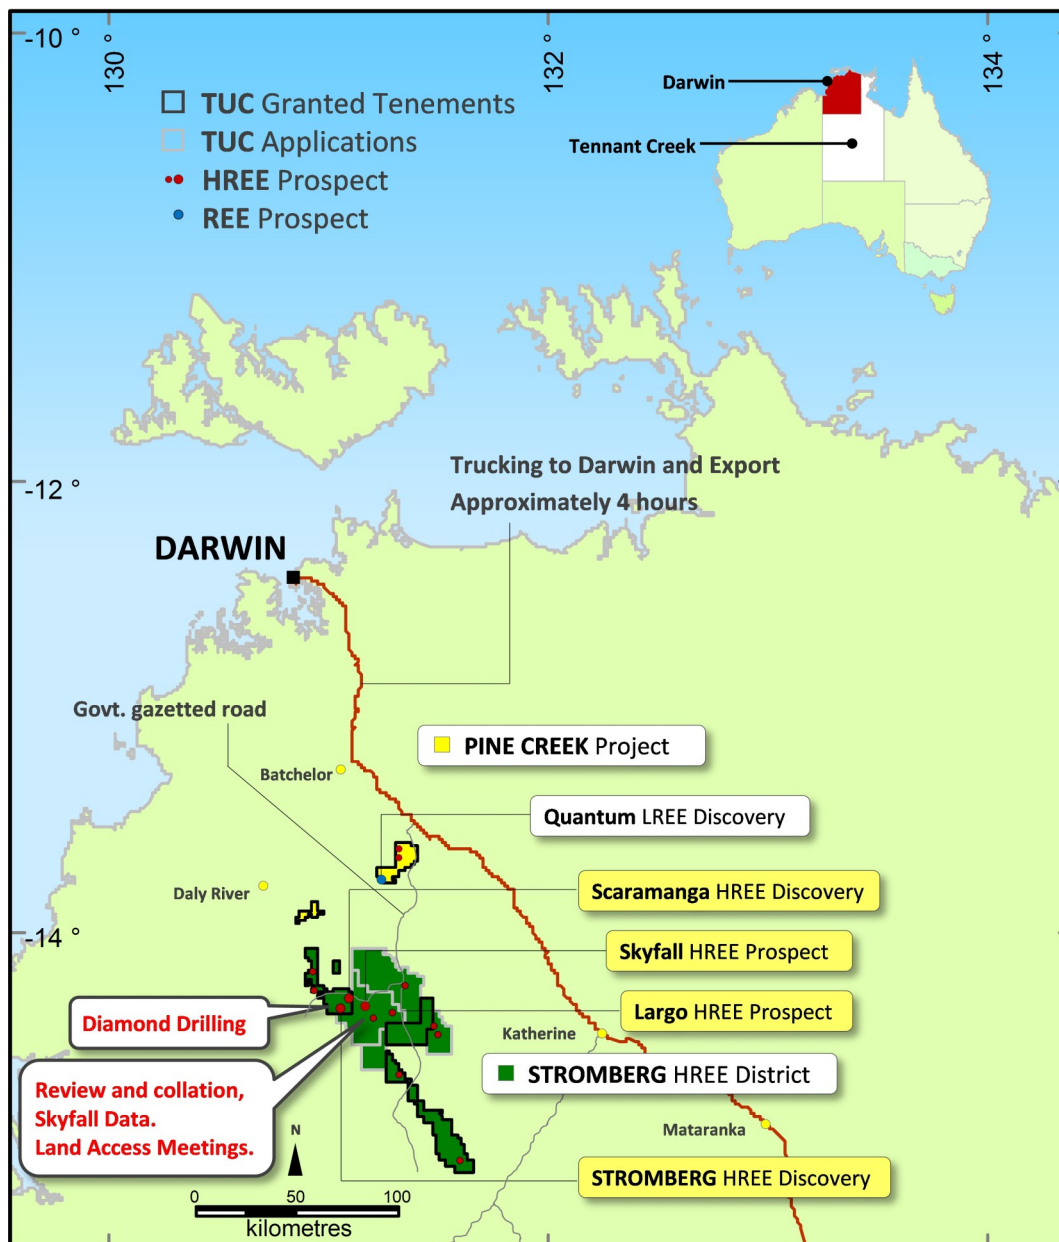 -10 °
130 °
132 °
134 °
TUC Granted Tenements
TUC Applications
HREE Prospect
REE Prospect
Darwin
Tennant Creek
-12 °
Trucking to Darwin and Export
Approximately 4 hours
DARWIN
Govt. gazetted road
PINE CREEK Project
Batchelor
Quantum LREE Discovery
Daly River
Scaramanga HREE Discovery
-14 °
Skyfall HREE Prospect
Largo HREE Prospect
Diamond Drilling
Katherine
STROMBERG HREE District
Review and collation,
Skyfall Data.
Land Access Meetings.
Mataranka
N
STROMBERG HREE Discovery
0 50 100
kilometres